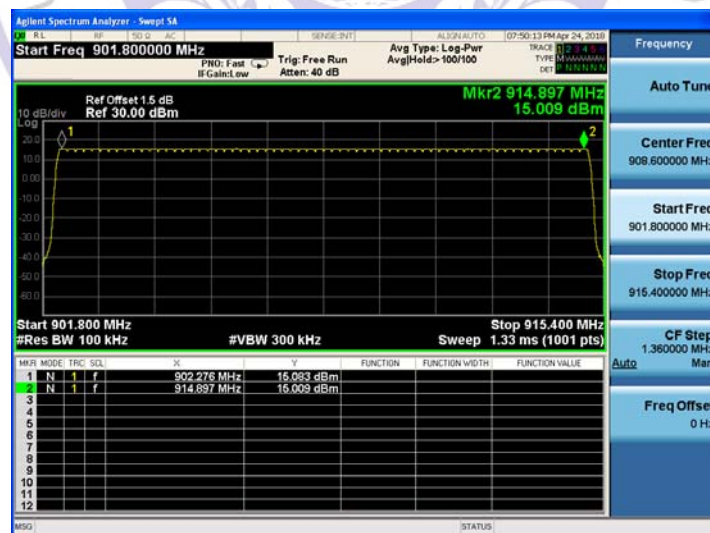 Agilent Spectrum Analyzer - Swept SA
RL RF 50 Ω AC SENSE:INT ALIGN AUTO 07:50:13 PM Apr 24, 2018
Start Freq 901.800000 MHz
PNO: Fast Trig: Free Run Avg Type: Log-Pwr TRACE 1 2 3 4 5 6
IFGain:Low Atten: 40 dB Avg|Hold:> 100/100 TYPE
DET P N N N N N
Ref Offset 1.5 dB Mkr2 914.897 MHz
10 dB/div Ref 30.00 dBm 15.009 dBm
Log
20.0
10.0
0.00
-10.0
-20.0
-30.0
-40.0
-50.0
-60.0
1 2
Start 901.800 MHz Stop 915.400 MHz
#Res BW 100 kHz #VBW 300 kHz Sweep 1.33 ms (1001 pts)
MKR MODE TRC SCL X Y FUNCTION FUNCTION WIDTH FUNCTION VALUE
1 N 1 f 902.276 MHz 15.083 dBm
2 N 1 f 914.897 MHz 15.009 dBm
3
4
5
6
7
8
9
10
11
12
MSG STATUS
Frequency
Auto Tune
Center Freq
908.600000 MHz
Start Freq
901.800000 MHz
Stop Freq
915.400000 MHz
CF Step
1.360000 MHz
Auto Man
Freq Offset
0 Hz